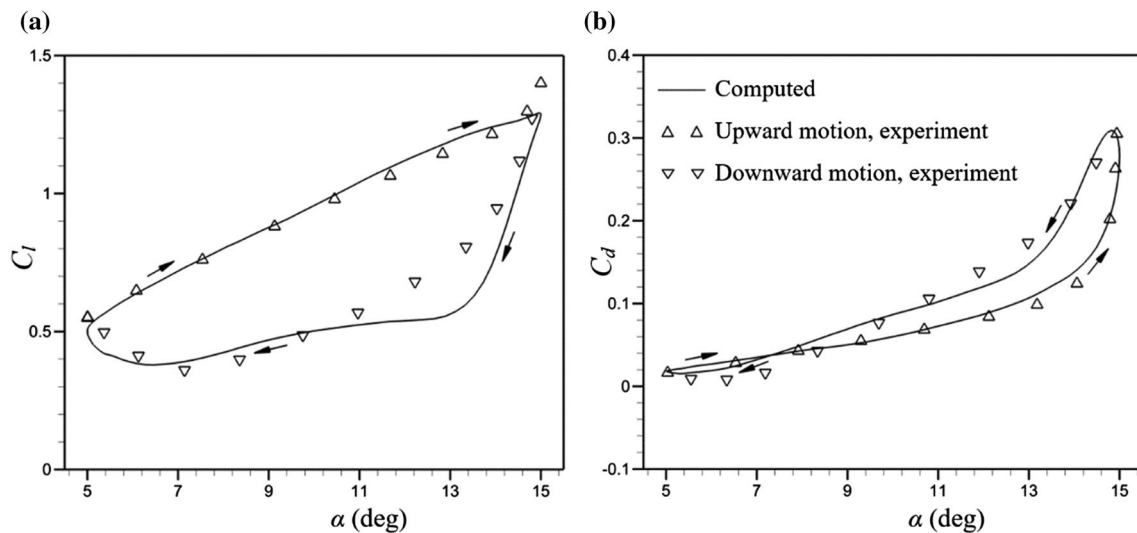 (a)
1.5
1
0.5
0
C_l
5 7 9 11 13 15
α (deg)
(b)
0.4
0.3
0.2
0.1
0
-0.1
C_d
Computed
Upward motion, experiment
Downward motion, experiment
5 7 9 11 13 15
α (deg)